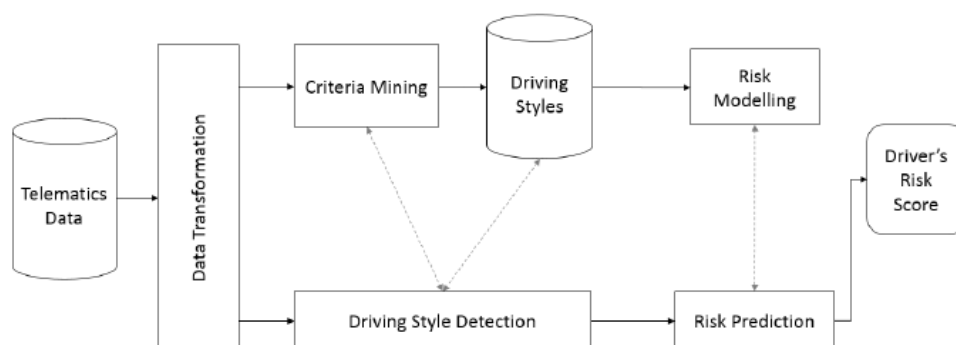 Telematics
Data
Data Transformation
Criteria Mining
Driving
Styles
Risk
Modelling
Driving Style Detection
Risk Prediction
Driver's
Risk
Score